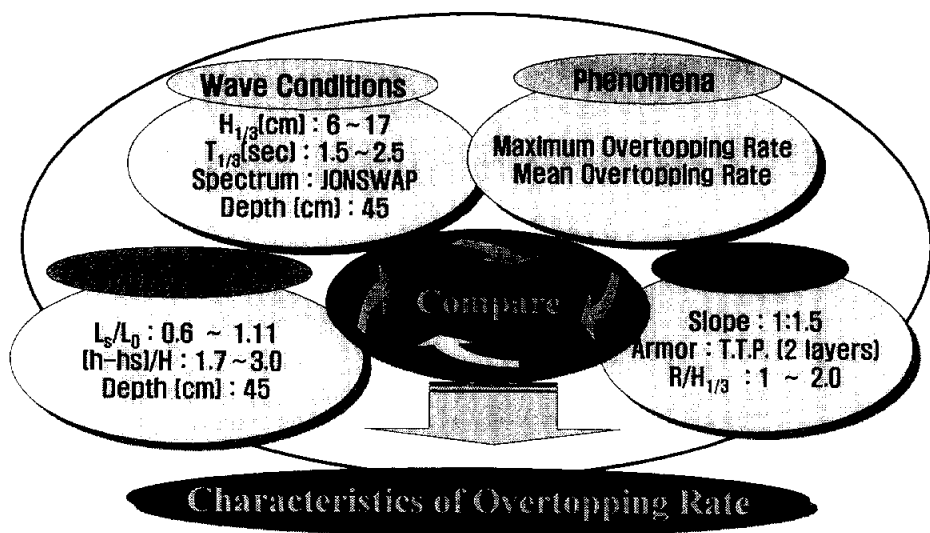 Wave Conditions
H1/3(cm) : 6 ~ 17
T1/3(sec) : 1.5 ~ 2.5
Spectrum : JONSWAP
Depth (cm) : 45
Phenomena
Maximum Overtopping Rate
Mean Overtopping Rate
Compare
Ls/L0 : 0.6 ~ 1.11
(h-hs)/H : 1.7 ~ 3.0
Depth (cm) : 45
Slope : 1:1.5
Armor : T.T.P. (2 layers)
R/H1/3 : 1 ~ 2.0
Characteristics of Overtopping Rate